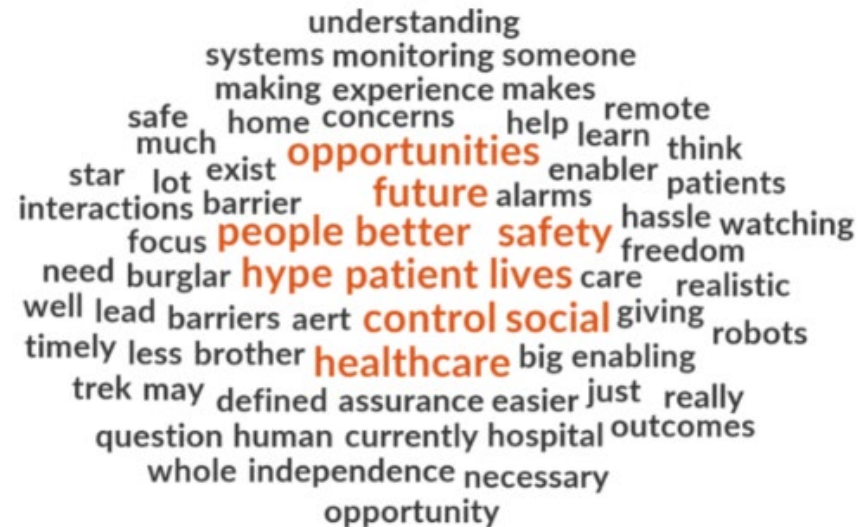 understanding
systems monitoring someone
making experience makes
safe home concerns help remote
much opportunities learn think
star lot exist enabler patients
interactions barrier future alarms
focus people better safety hassle watching
freedom
need burglar hype patient lives care realistic
well lead barriers aert control social giving robots
timely less brother healthcare big enabling
trek may defined assurance easier just really
question human currently hospital outcomes
whole independence necessary
opportunity